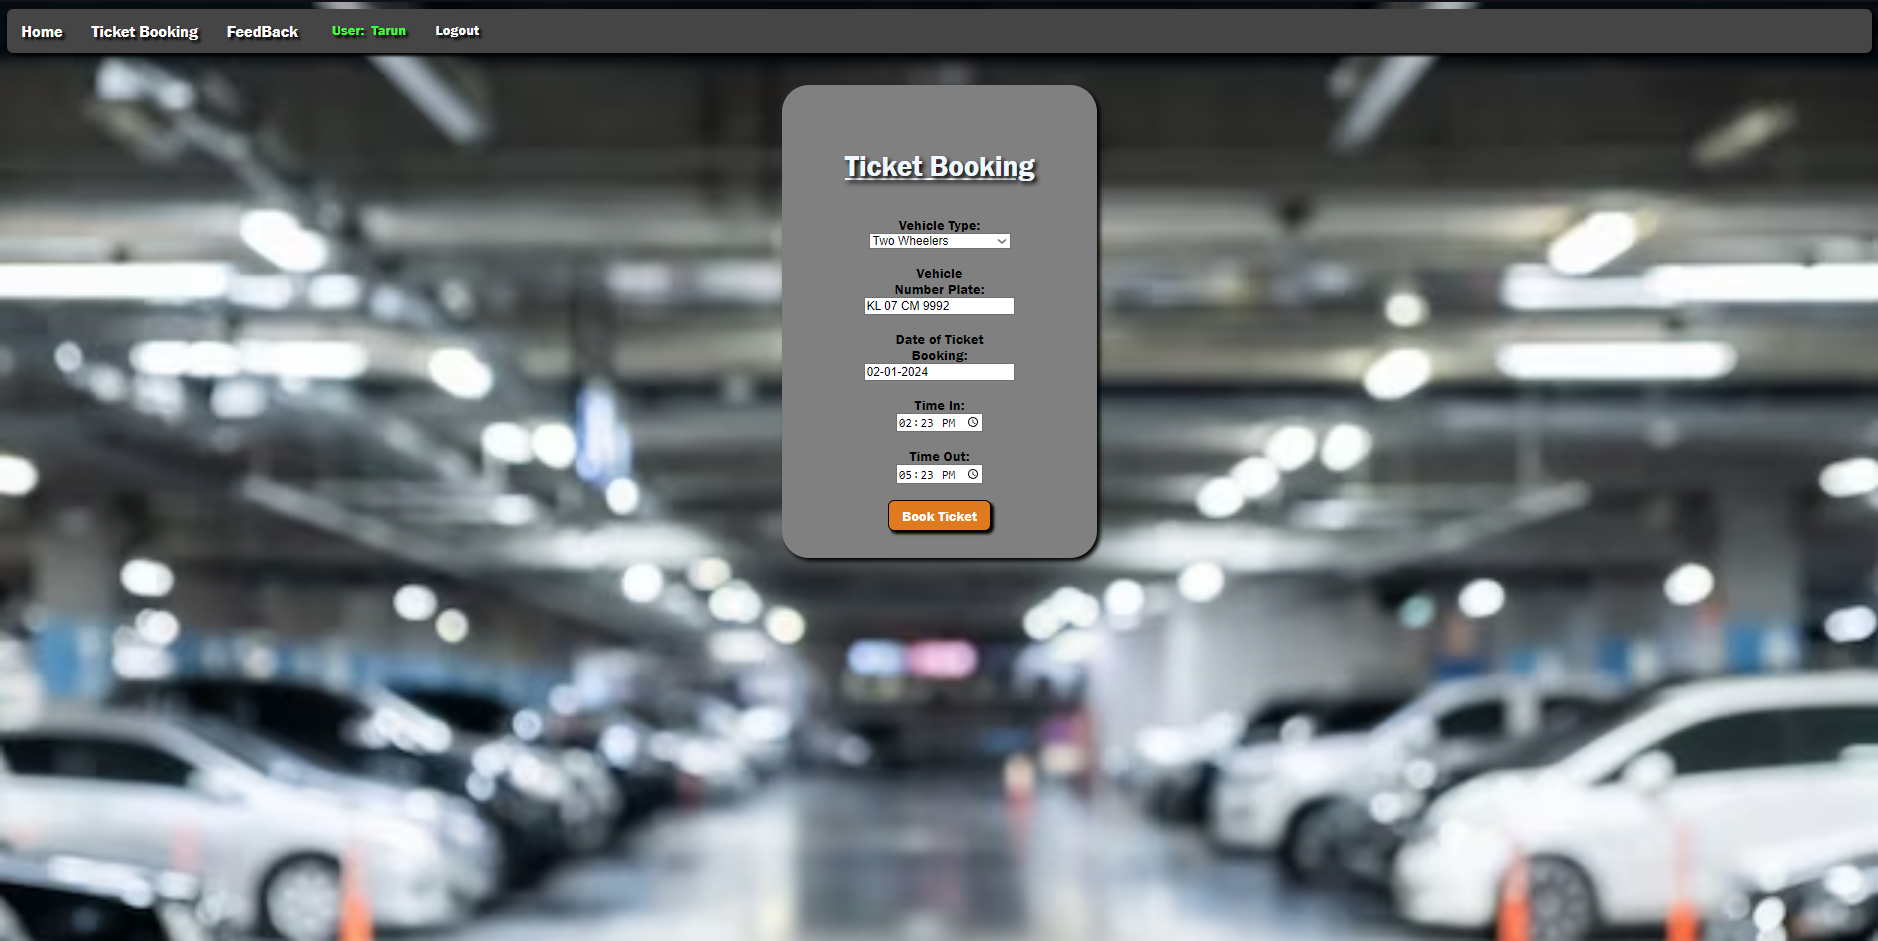 Home Ticket Booking FeedBack User: Tarun Logout
Ticket Booking
Vehicle Type:
Two Wheelers
Vehicle
Number Plate:
KL 07 CM 9992
Date of Ticket
Booking:
02-01-2024
Time In:
02:23 PM
Time Out:
05:23 PM
Book Ticket